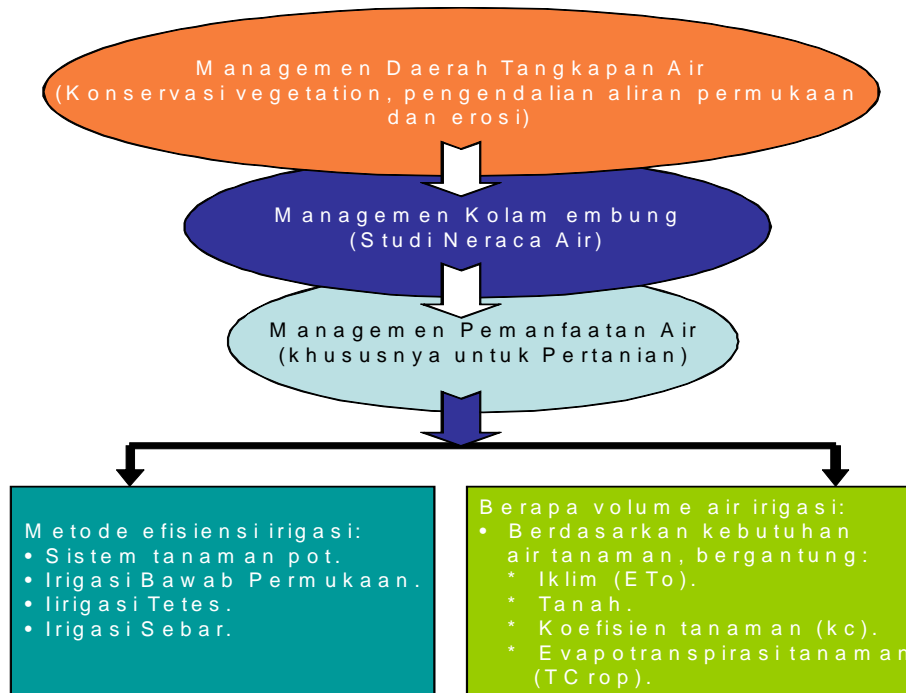 Managemen Daerah Tangkapan Air
(Konservasi vegetation, pengendalian aliran permukaan
dan erosi)
Managemen Kolam embung
(Studi Neraca Air)
Managemen Pemanfaatan Air
(khususnya untuk Pertanian)
Metode efisiensi irigasi:
• Sistem tanaman pot.
• Irigasi Bawab Permukaan.
• Iirigasi Tetes.
• Irigasi Sebar.
Berapa volume air irigasi:
• Berdasarkan kebutuhan
air tanaman, bergantung:
* Iklim (ETo).
* Tanah.
* Koefisien tanaman (kc).
* Evapotranspirasi tanaman
(TCrop).